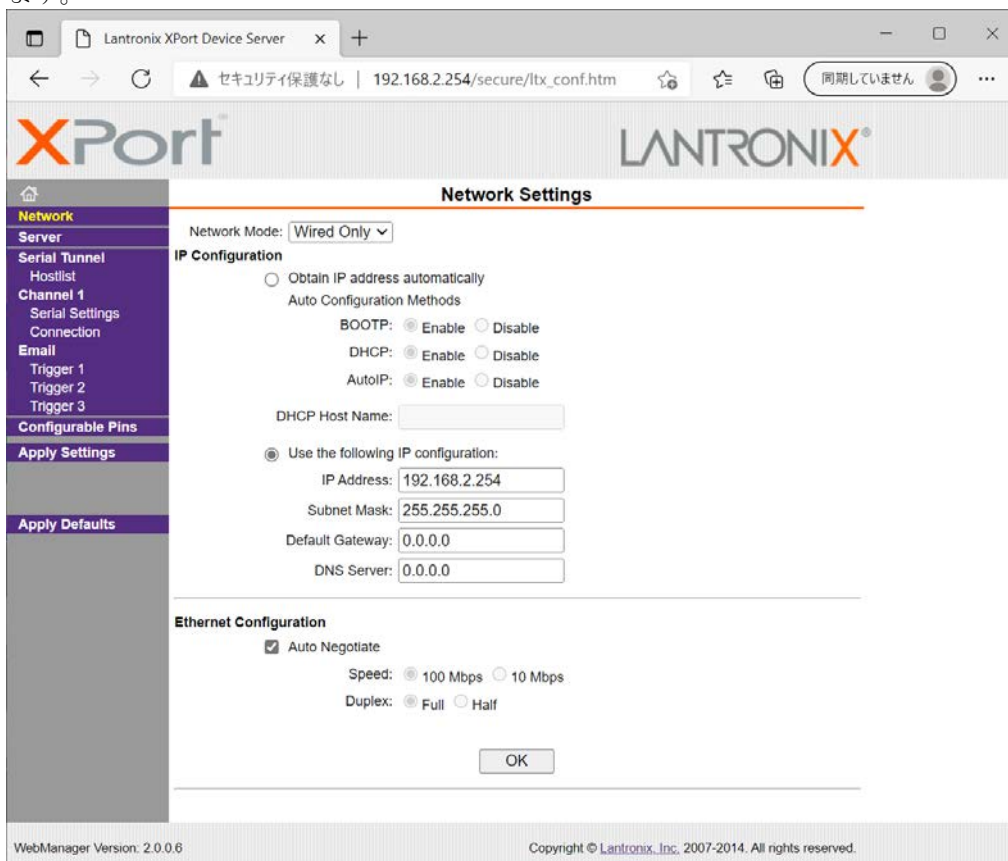 ます。
Lantronix XPort Device Server
セキュリティ保護なし | 192.168.2.254/secure/ltx_conf.htm 同期していません
XPort
LANTRONIX®
Network Settings
Network
Server
Serial Tunnel
Hostlist
Channel 1
Serial Settings
Connection
Email
Trigger 1
Trigger 2
Trigger 3
Configurable Pins
Apply Settings
Apply Defaults
Network Mode: Wired Only
IP Configuration
Obtain IP address automatically
Auto Configuration Methods
BOOTP: Enable Disable
DHCP: Enable Disable
AutoIP: Enable Disable
DHCP Host Name:
Use the following IP configuration:
IP Address: 192.168.2.254
Subnet Mask: 255.255.255.0
Default Gateway: 0.0.0.0
DNS Server: 0.0.0.0
Ethernet Configuration
Auto Negotiate
Speed: 100 Mbps 10 Mbps
Duplex: Full Half
OK
WebManager Version: 2.0.0.6
Copyright © Lantronix, Inc. 2007-2014. All rights reserved.